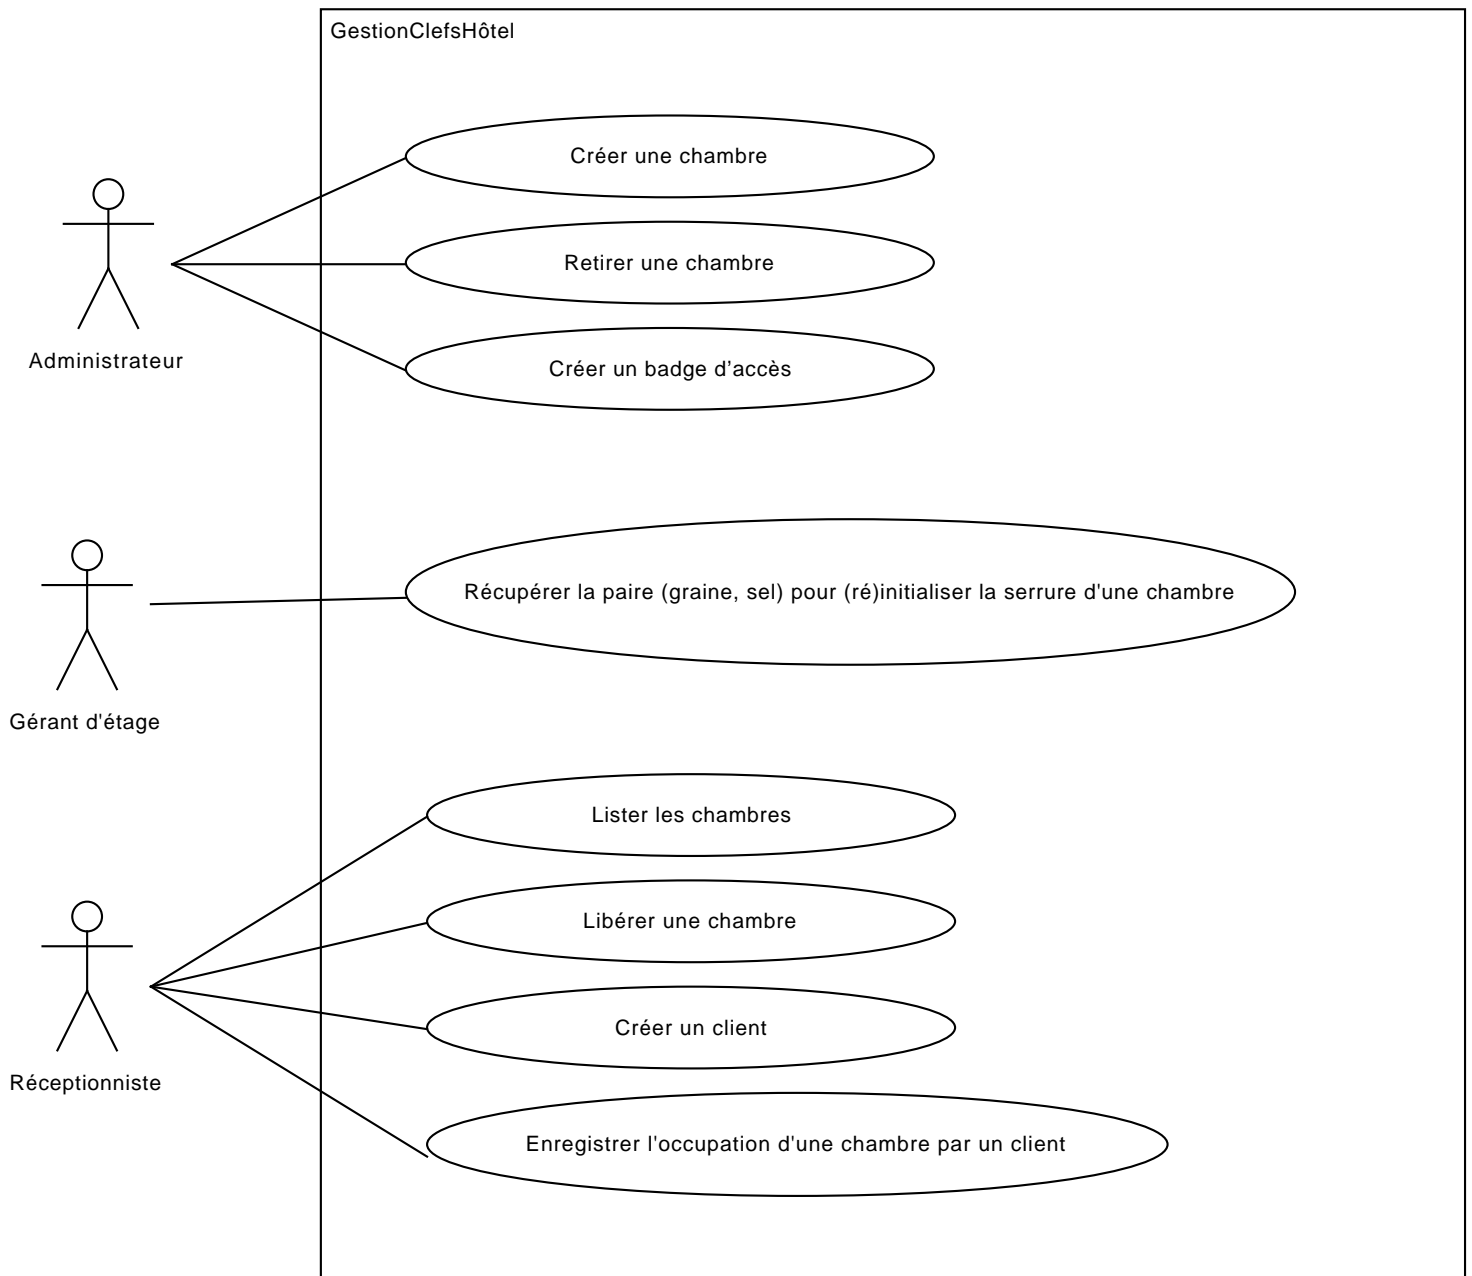 GestionClefsHôtel
Créer une chambre
Retirer une chambre
Administrateur
Créer un badge d’accès
Récupérer la paire (graine, sel) pour (ré)initialiser la serrure d'une chambre
Gérant d'étage
Lister les chambres
Libérer une chambre
Créer un client
Réceptionniste
Enregistrer l'occupation d'une chambre par un client